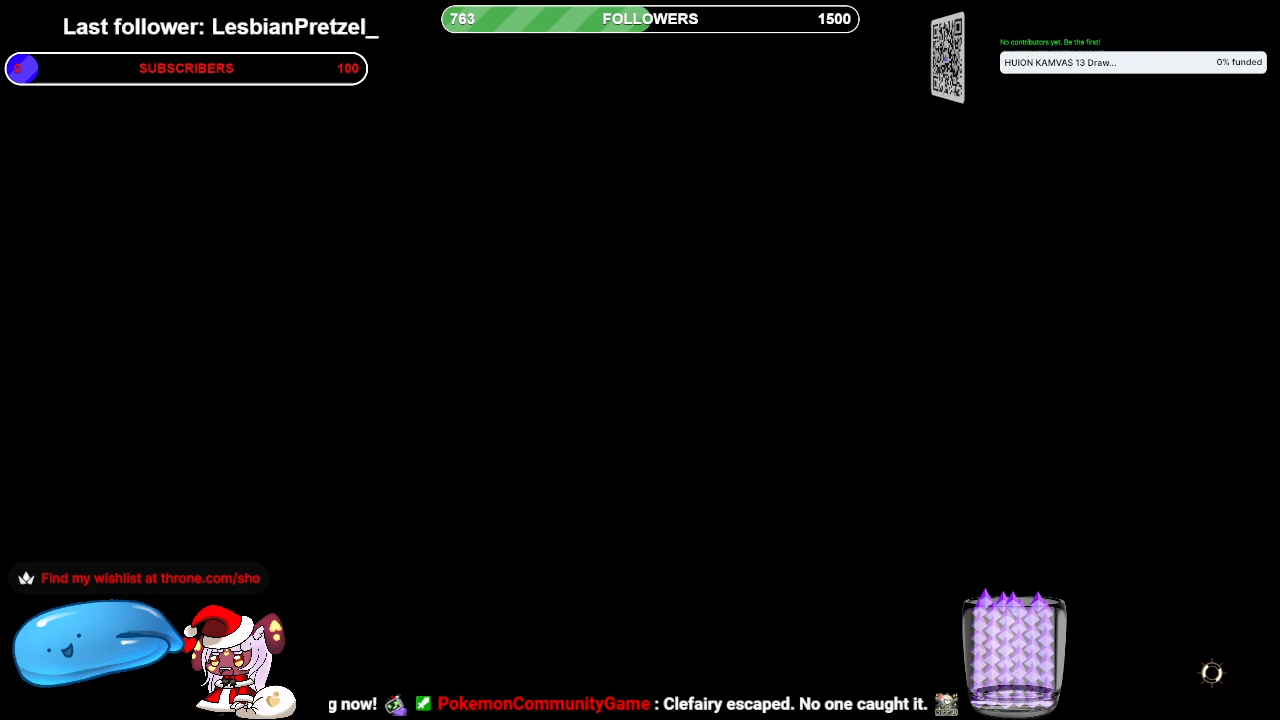 Last follower: LesbianPretzel_
763 FOLLOWERS 1500
No contributors yet. Be the first!
HUION KAMVAS 13 Draw... 0% funded
SUBSCRIBERS 100
Find my wishlist at throne.com/sho
g now! PokemonCommunityGame : Clefairy escaped. No one caught it.